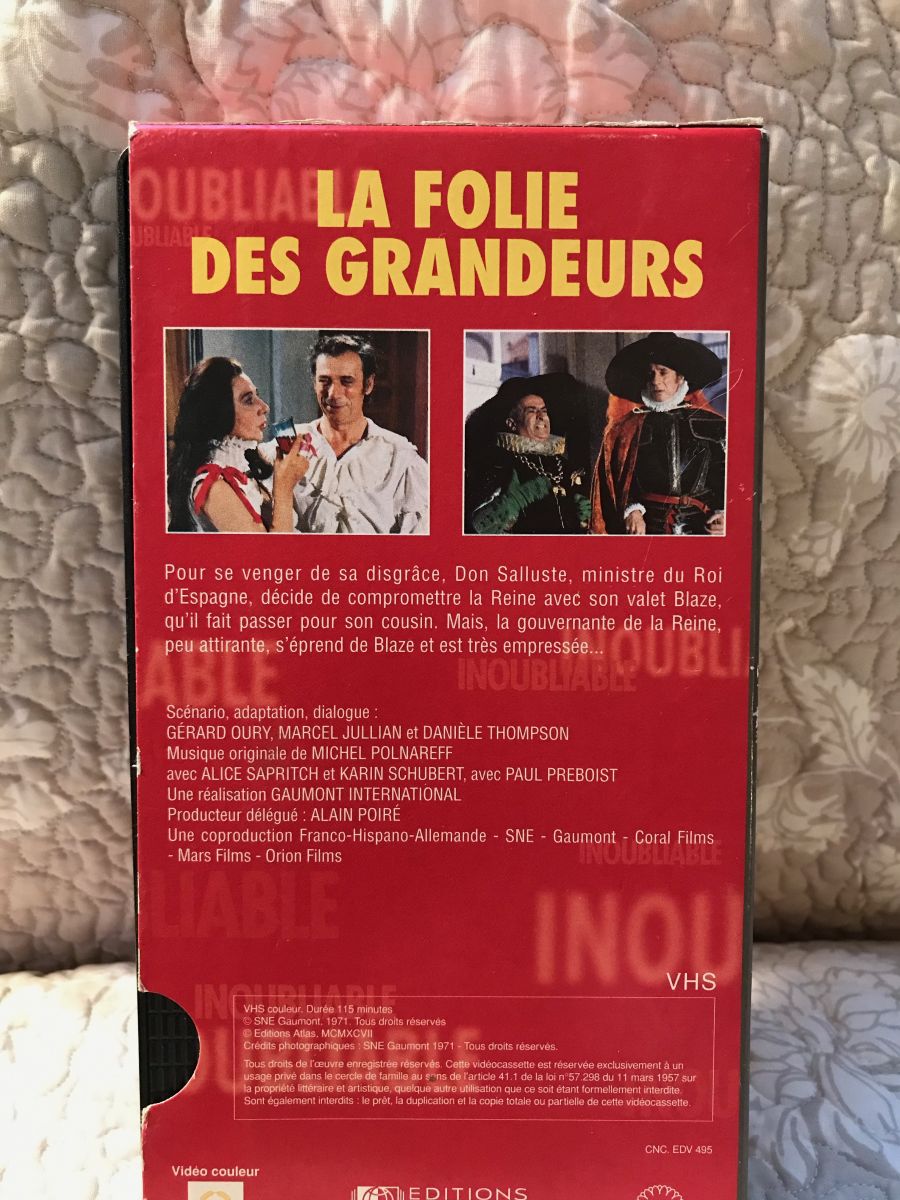 OUBLIABLE
UBLIABLE
LA FOLIE
DES GRANDEURS
Pour se venger de sa disgrâce, Don Salluste, ministre du Roi
d'Espagne, décide de compromettre la Reine avec son valet Blaze,
qu'il fait passer pour son cousin. Mais, la gouvernante de la Reine,
peu attirante, s'éprend de Blaze et est très empressée...
OUBLI
ABLE
INOUBLIABLE
Scénario, adaptation, dialogue :
GÉRARD OURY, MARCEL JULLIAN et DANIÈLE THOMPSON
Musique originale de MICHEL POLNAREFF
avec ALICE SAPRITCH et KARIN SCHUBERT, avec PAUL PREBOIST
Une réalisation GAUMONT INTERNATIONAL
Producteur délégué : ALAIN POIRÉ
Une coproduction Franco-Hispano-Allemande - SNE - Gaumont - Coral Films
- Mars Films - Orion Films
INOUBLIABLE
LIABLE
INOU
VHS
INOUBLIABLE
VHS couleur. Durée 115 minutes
© SNE Gaumont, 1971. Tous droits réservés
© Editions Atlas, MCMXCVII
Crédits photographiques : SNE Gaumont 1971 - Tous droits réservés.
Tous droits de l'œuvre enregistrée réservés. Cette vidéocassette est réservée exclusivement à un
usage privé dans le cercle de famille au sens de l'article 41.1 de la loi n°57.298 du 11 mars 1957 sur
la propriété littéraire et artistique, quelque autre utilisation que ce soit étant formellement interdite.
Sont également interdits : le prêt, la duplication et la copie totale ou partielle de cette vidéocassette.
CNC. EDV 495
Vidéo couleur
EDITIONS